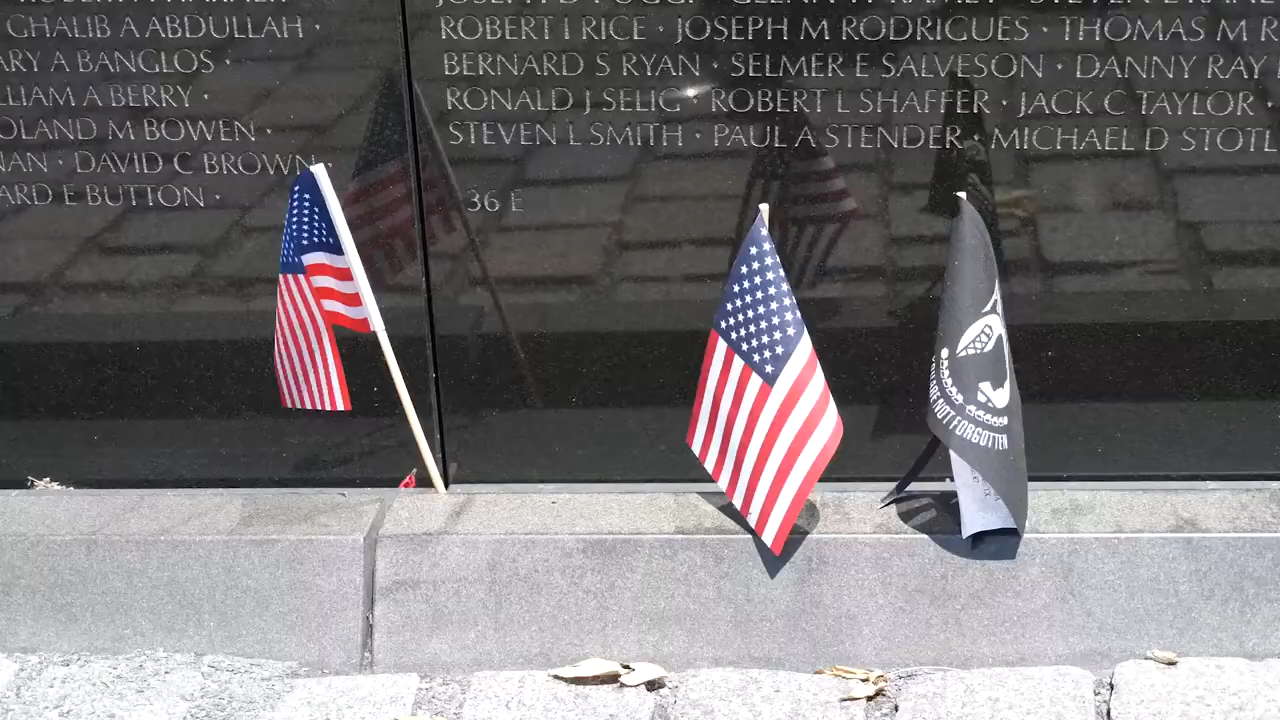 GHALIB A ABDULLAH ·
ARY A BANGLOS ·
LLIAM A BERRY ·
OLAND M BOWEN ·
NAN · DAVID C BROWN
ARD E BUTTON ·
ROBERT I RICE · JOSEPH M RODRIGUES · THOMAS M R
BERNARD S RYAN · SELMER E SALVESON · DANNY RAY
RONALD J SELIG · ROBERT L SHAFFER · JACK C TAYLOR ·
STEVEN L SMITH · PAUL A STENDER · MICHAEL D STOTL
36 E
YOU ARE NOT FORGOTTEN